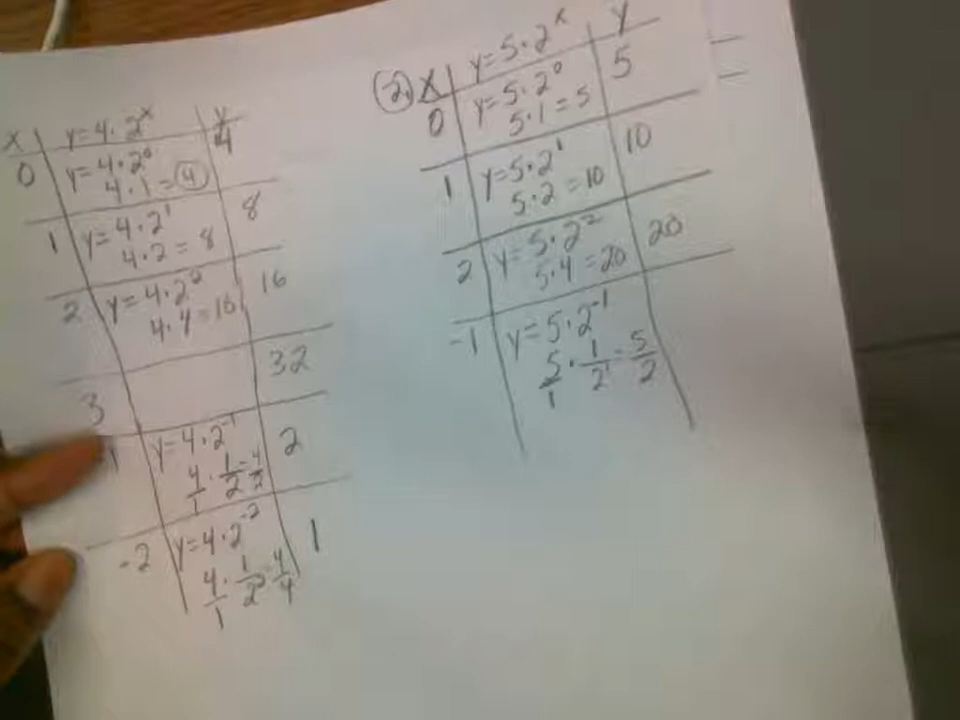 x y=4·2^x y
0 y=4·2^0 4
4·1=4
1 y=4·2^1 8
4·2=8
2 y=4·2^2 16
4·4=16
3 32
-1 y=4·2^-1 2
4/1·1/2=4/2
-2 y=4·2^-2 1
4/1·1/2^2=4/4
2. x y=5·2^x y
0 y=5·2^0 5
5·1=5
1 y=5·2^1 10
5·2=10
2 y=5·2^2 20
5·4=20
-1 y=5·2^-1
5/1·1/2^1=5/2